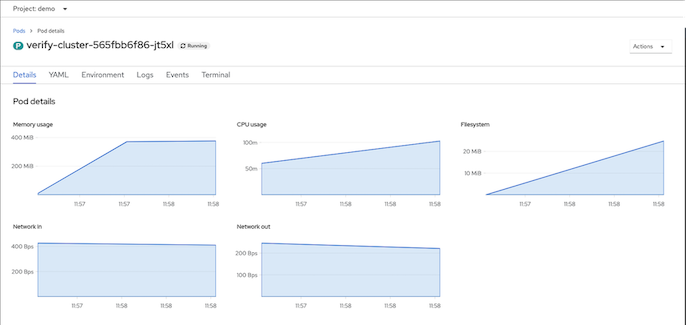 Project: demo
Pods > Pod details
P verify-cluster-565fbb6f86-jt5xl Running
Actions
Details YAML Environment Logs Events Terminal
Pod details
Memory usage
400 MiB
200 MiB
11:57 11:57 11:58 11:58
CPU usage
100m
50m
11:57 11:58 11:58 11:58
Filesystem
20 MiB
10 MiB
11:57 11:58 11:58 11:58
Network in
400 Bps
200 Bps
11:57 11:58 11:58 11:58
Network out
200 Bps
100 Bps
11:57 11:58 11:58 11:58